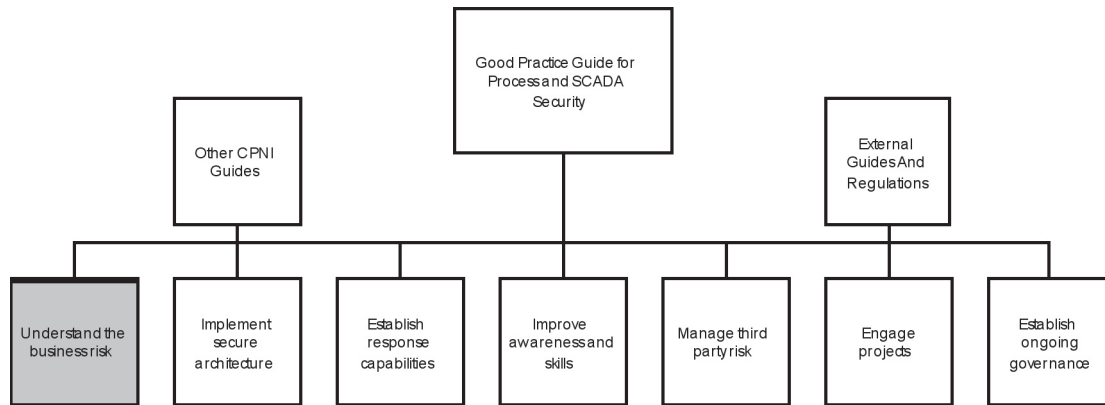 Good Practice Guide for
Process and SCADA
Security
Other CPNI
Guides
External
Guides And
Regulations
Understand the
business risk
Implement
secure
architecture
Establish
response
capabilities
Improve
awareness and
skills
Manage third
party risk
Engage
projects
Establish
ongoing
governance